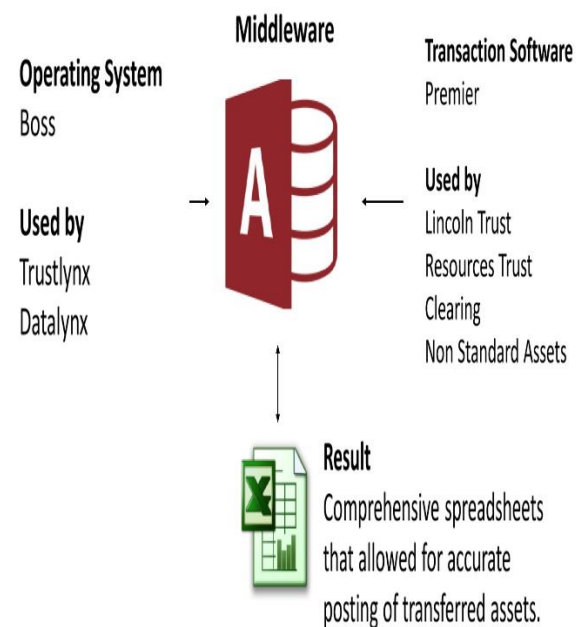 Middleware
Operating System
Boss
Used by
Trustlynx
Datalynx
A
Transaction Software
Premier
Used by
Lincoln Trust
Resources Trust
Clearing
Non Standard Assets
X
Result
Comprehensive spreadsheets
that allowed for accurate
posting of transferred assets.